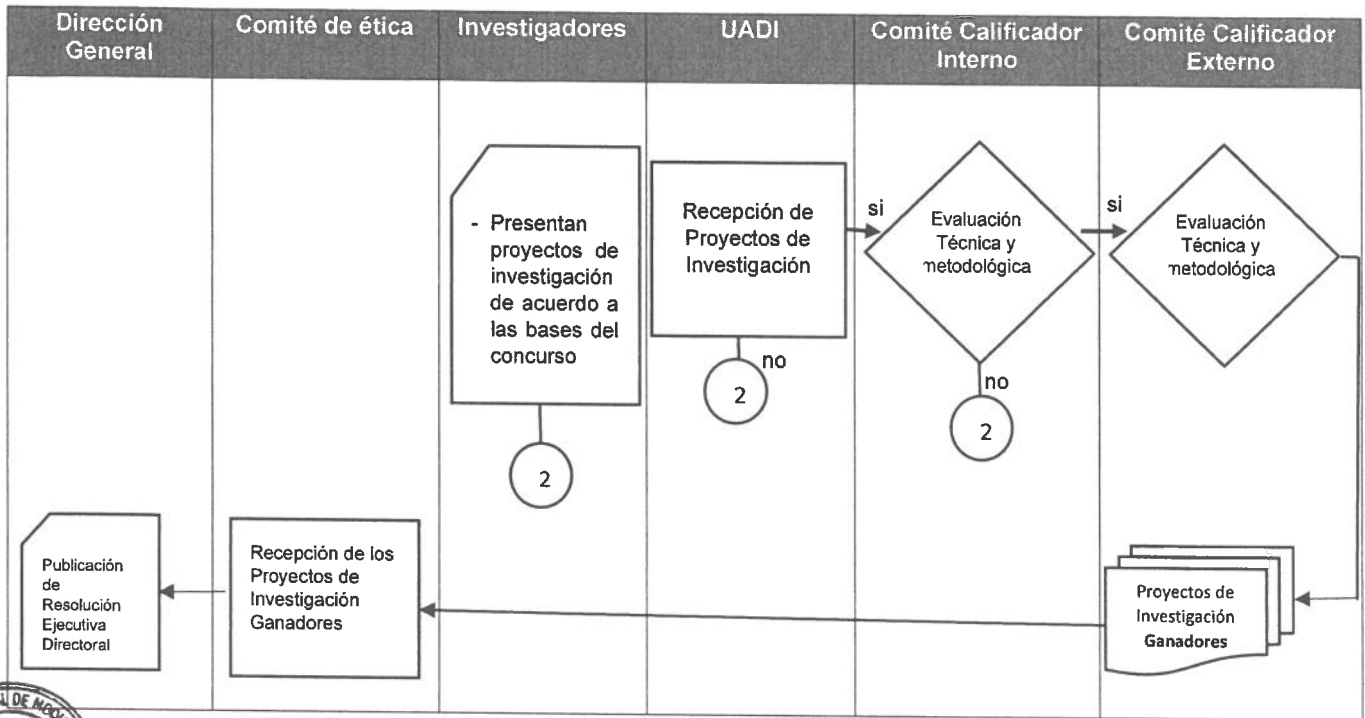 Dirección
General
Comité de ética
Investigadores
UADI
Comité Calificador
Interno
Comité Calificador
Externo
- Presentan
proyectos de
investigación
de acuerdo a
las bases del
concurso
2
Recepción de
Proyectos de
Investigación
no
2
si
Evaluación
Técnica y
metodológica
no
2
si
Evaluación
Técnica y
metodológica
Publicación
de
Resolución
Ejecutiva
Directoral
Recepción de los
Proyectos de
Investigación
Ganadores
Proyectos de
Investigación
Ganadores
DE